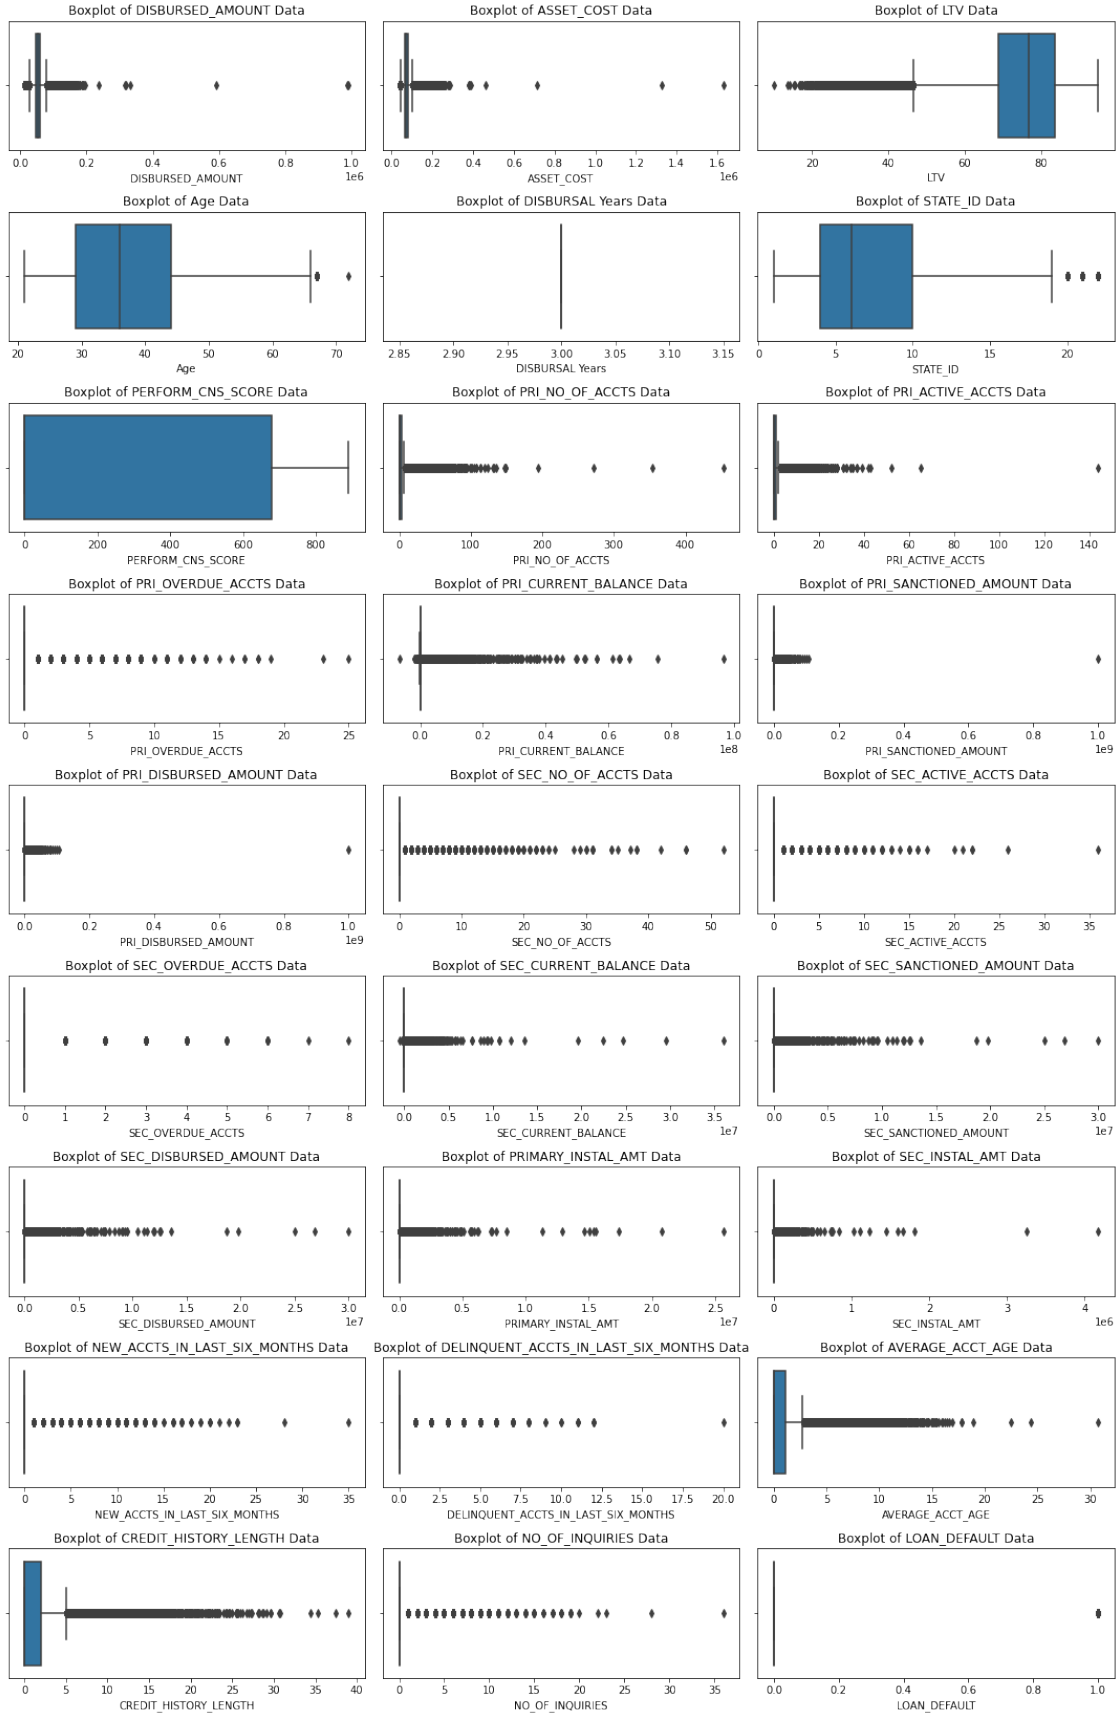 Boxplot of DISBURSED_AMOUNT Data
Boxplot of ASSET_COST Data
Boxplot of LTV Data
0.0 0.2 0.4 0.6 0.8 1.0
1e6
DISBURSED_AMOUNT
0.0 0.2 0.4 0.6 0.8 1.0 1.2 1.4 1.6
1e6
ASSET_COST
20 40 60 80
LTV
Boxplot of Age Data
Boxplot of DISBURSAL Years Data
Boxplot of STATE_ID Data
20 30 40 50 60 70
Age
2.85 2.90 2.95 3.00 3.05 3.10 3.15
DISBURSAL Years
0 5 10 15 20
STATE_ID
Boxplot of PERFORM_CNS_SCORE Data
Boxplot of PRI_NO_OF_ACCTS Data
Boxplot of PRI_ACTIVE_ACCTS Data
0 200 400 600 800
PERFORM_CNS_SCORE
0 100 200 300 400
PRI_NO_OF_ACCTS
0 20 40 60 80 100 120 140
PRI_ACTIVE_ACCTS
Boxplot of PRI_OVERDUE_ACCTS Data
Boxplot of PRI_CURRENT_BALANCE Data
Boxplot of PRI_SANCTIONED_AMOUNT Data
0 5 10 15 20 25
PRI_OVERDUE_ACCTS
0.0 0.2 0.4 0.6 0.8 1.0
1e8
PRI_CURRENT_BALANCE
0.0 0.2 0.4 0.6 0.8 1.0
1e9
PRI_SANCTIONED_AMOUNT
Boxplot of PRI_DISBURSED_AMOUNT Data
Boxplot of SEC_NO_OF_ACCTS Data
Boxplot of SEC_ACTIVE_ACCTS Data
0.0 0.2 0.4 0.6 0.8 1.0
1e9
PRI_DISBURSED_AMOUNT
0 10 20 30 40 50
SEC_NO_OF_ACCTS
0 5 10 15 20 25 30 35
SEC_ACTIVE_ACCTS
Boxplot of SEC_OVERDUE_ACCTS Data
Boxplot of SEC_CURRENT_BALANCE Data
Boxplot of SEC_SANCTIONED_AMOUNT Data
0 1 2 3 4 5 6 7 8
SEC_OVERDUE_ACCTS
0.0 0.5 1.0 1.5 2.0 2.5 3.0 3.5
1e7
SEC_CURRENT_BALANCE
0.0 0.5 1.0 1.5 2.0 2.5 3.0
1e7
SEC_SANCTIONED_AMOUNT
Boxplot of SEC_DISBURSED_AMOUNT Data
Boxplot of PRIMARY_INSTAL_AMT Data
Boxplot of SEC_INSTAL_AMT Data
0.0 0.5 1.0 1.5 2.0 2.5 3.0
1e7
SEC_DISBURSED_AMOUNT
0.0 0.5 1.0 1.5 2.0 2.5
1e7
PRIMARY_INSTAL_AMT
0 1 2 3 4
1e6
SEC_INSTAL_AMT
Boxplot of NEW_ACCTS_IN_LAST_SIX_MONTHS Data
Boxplot of DELINQUENT_ACCTS_IN_LAST_SIX_MONTHS Data
Boxplot of AVERAGE_ACCT_AGE Data
0 5 10 15 20 25 30 35
NEW_ACCTS_IN_LAST_SIX_MONTHS
0.0 2.5 5.0 7.5 10.0 12.5 15.0 17.5 20.0
DELINQUENT_ACCTS_IN_LAST_SIX_MONTHS
0 5 10 15 20 25 30
AVERAGE_ACCT_AGE
Boxplot of CREDIT_HISTORY_LENGTH Data
Boxplot of NO_OF_INQUIRIES Data
Boxplot of LOAN_DEFAULT Data
0 5 10 15 20 25 30 35 40
CREDIT_HISTORY_LENGTH
0 5 10 15 20 25 30 35
NO_OF_INQUIRIES
0.0 0.2 0.4 0.6 0.8 1.0
LOAN_DEFAULT